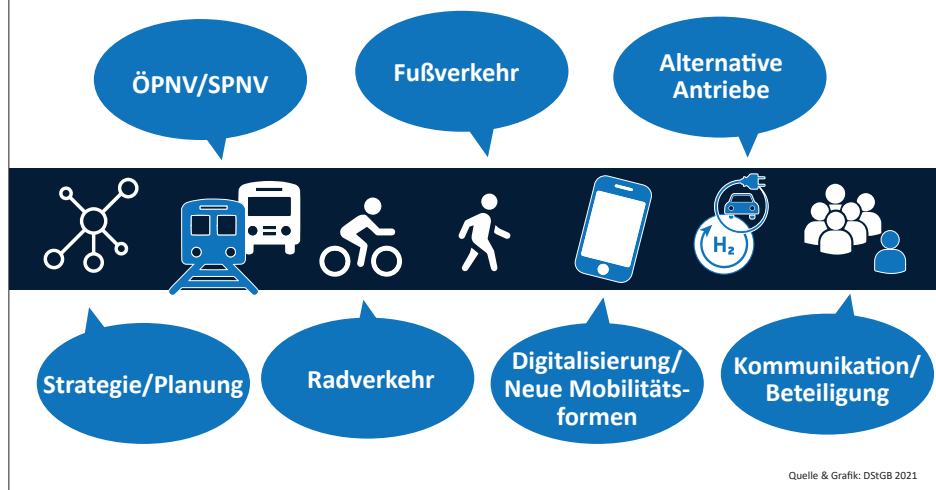 ÖPNV/SPNV
Fußverkehr
Alternative
Antriebe
H₂
Strategie/Planung
Radverkehr
Digitalisierung/
Neue Mobilitäts-
formen
Kommunikation/
Beteiligung
Quelle & Grafik: DStGB 2021